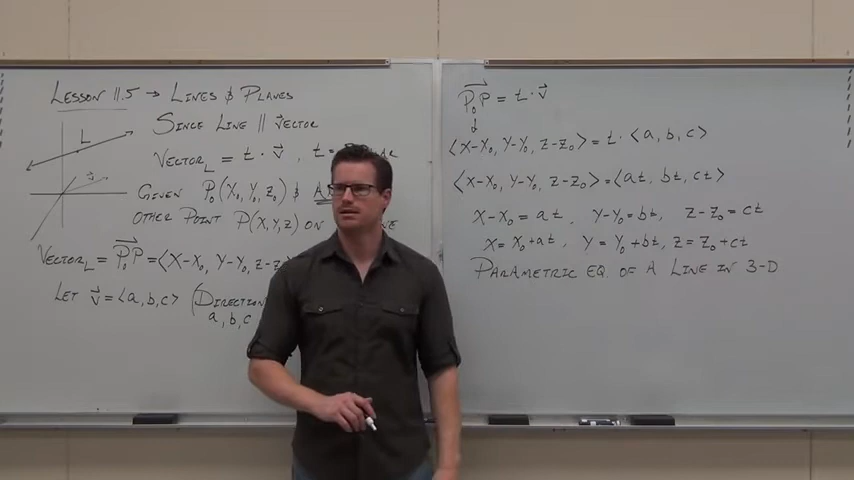 LESSON 11.5 → LINES & PLANES
L
v⃗
SINCE LINE ∥ VECTOR
VECTOR_L = t · v⃗, t =
GIVEN P₀(X₀, Y₀, Z₀) &
OTHER POINT P(X, Y, Z) ON
VECTOR_L = P₀P⃗ = <X-X₀, Y-Y₀, Z-Z₀>
LET v⃗ = <a, b, c> (DIRECTION
a, b, c
P₀P⃗ = t · v⃗
↓
<X-X₀, Y-Y₀, Z-Z₀> = t · <a, b, c>
<X-X₀, Y-Y₀, Z-Z₀> = <at, bt, ct>
X-X₀ = at, Y-Y₀ = bt, Z-Z₀ = ct
X = X₀+at, Y = Y₀+bt, Z = Z₀+ct
PARAMETRIC EQ. OF A LINE IN 3-D